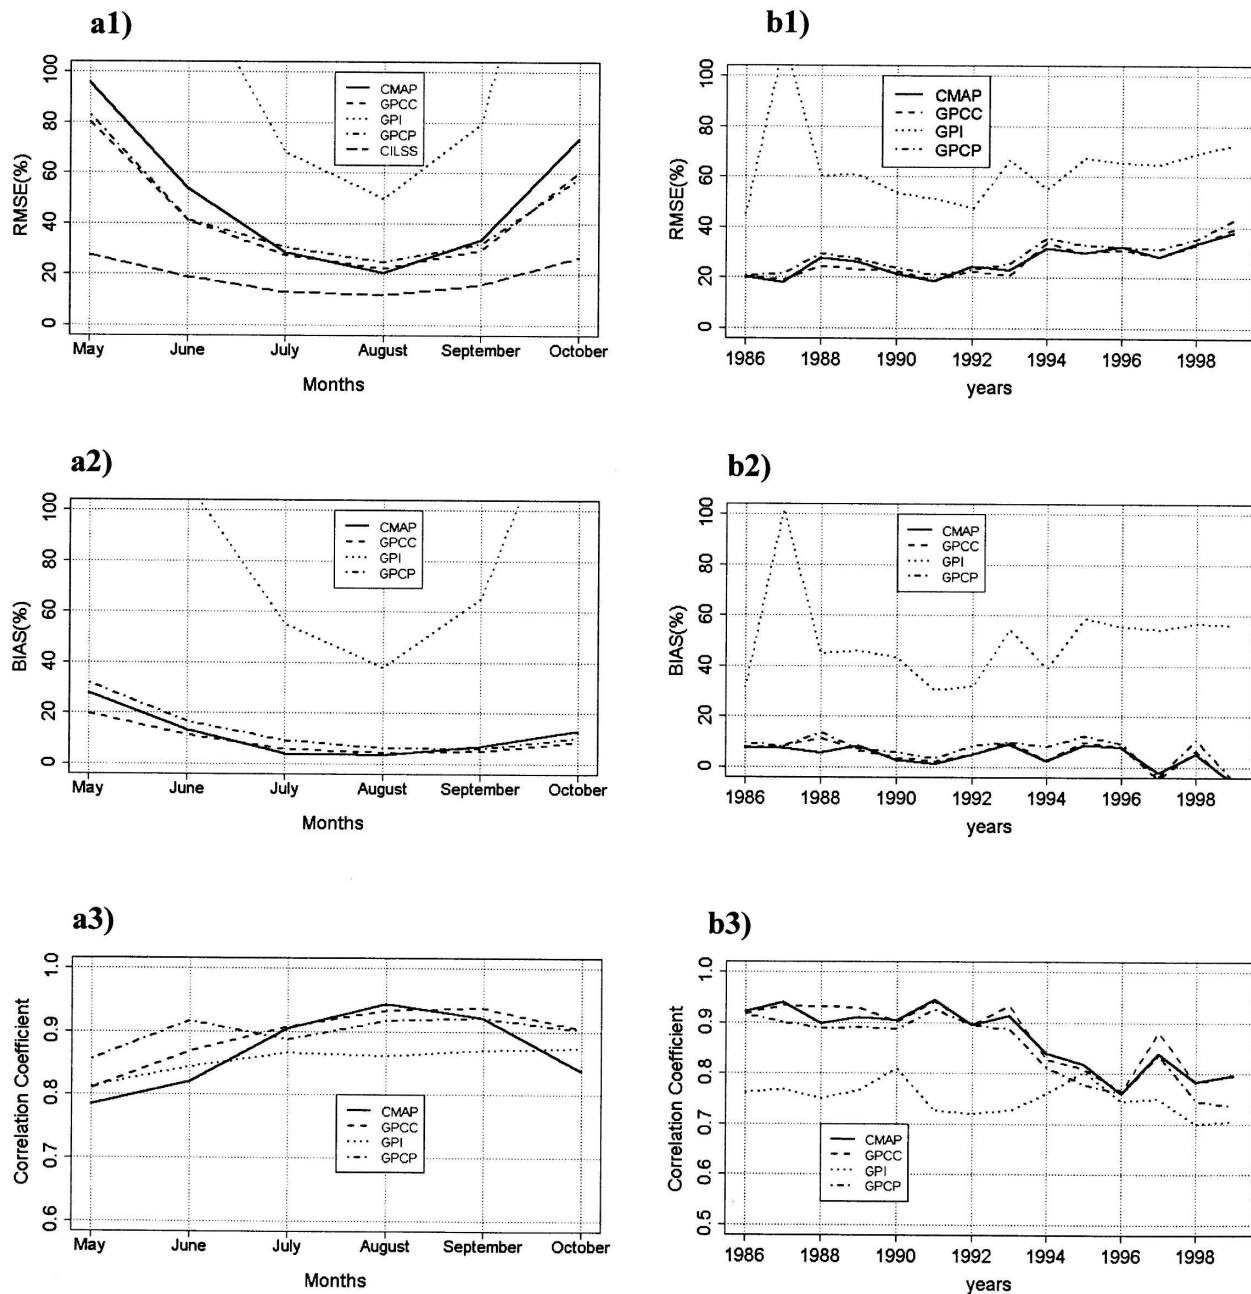 a1)
RMSE(%)
100
80
60
40
20
0
CMAP
GPCC
GPI
GPCP
CILSS
May June July August September October
Months
b1)
RMSE(%)
100
80
60
40
20
0
CMAP
GPCC
GPI
GPCP
1986 1988 1990 1992 1994 1996 1998
years
a2)
BIAS(%)
100
80
60
40
20
0
CMAP
GPCC
GPI
GPCP
May June July August September October
Months
b2)
BIAS(%)
100
80
60
40
20
0
CMAP
GPCC
GPI
GPCP
1986 1988 1990 1992 1994 1996 1998
years
a3)
Correlation Coefficient
1.0
0.9
0.8
0.7
0.6
CMAP
GPCC
GPI
GPCP
May June July August September October
Months
b3)
Correlation Coefficient
1.0
0.9
0.8
0.7
0.6
0.5
CMAP
GPCC
GPI
GPCP
1986 1988 1990 1992 1994 1996 1998
years